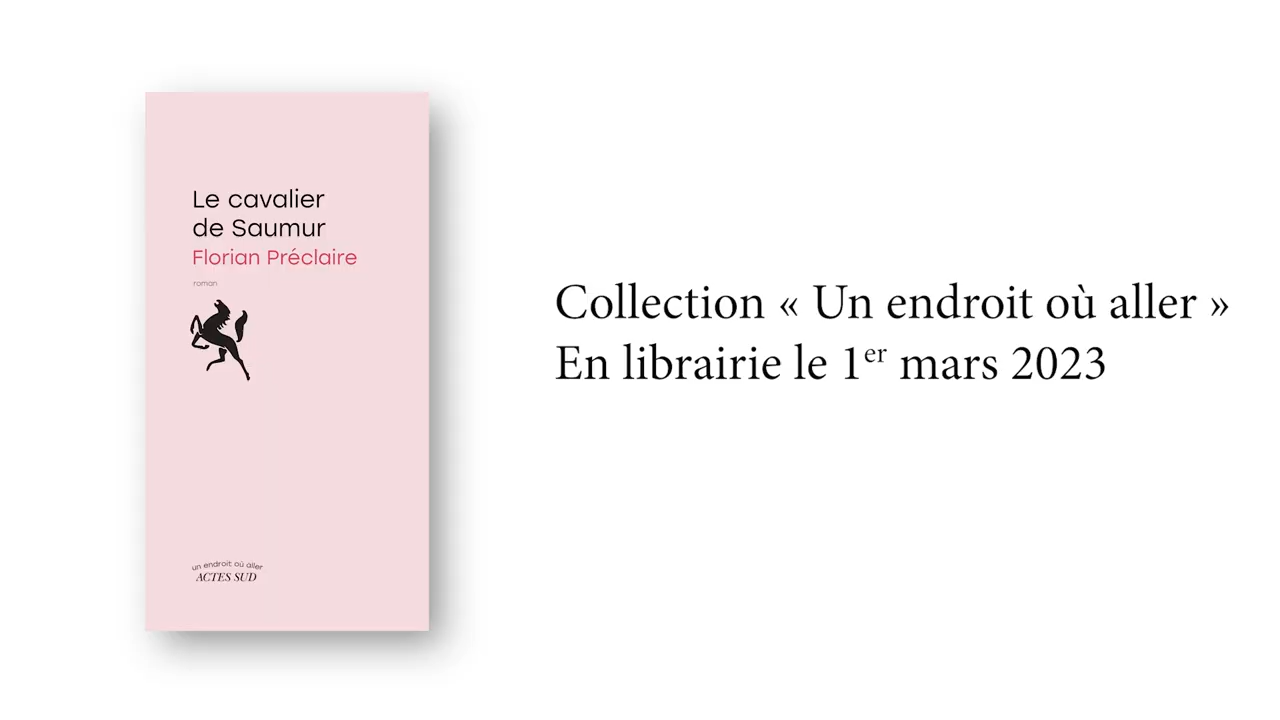 Le cavalier
de Saumur
Florian Préclaire
roman
un endroit où aller
ACTES SUD
Collection « Un endroit où aller »
En librairie le 1er mars 2023